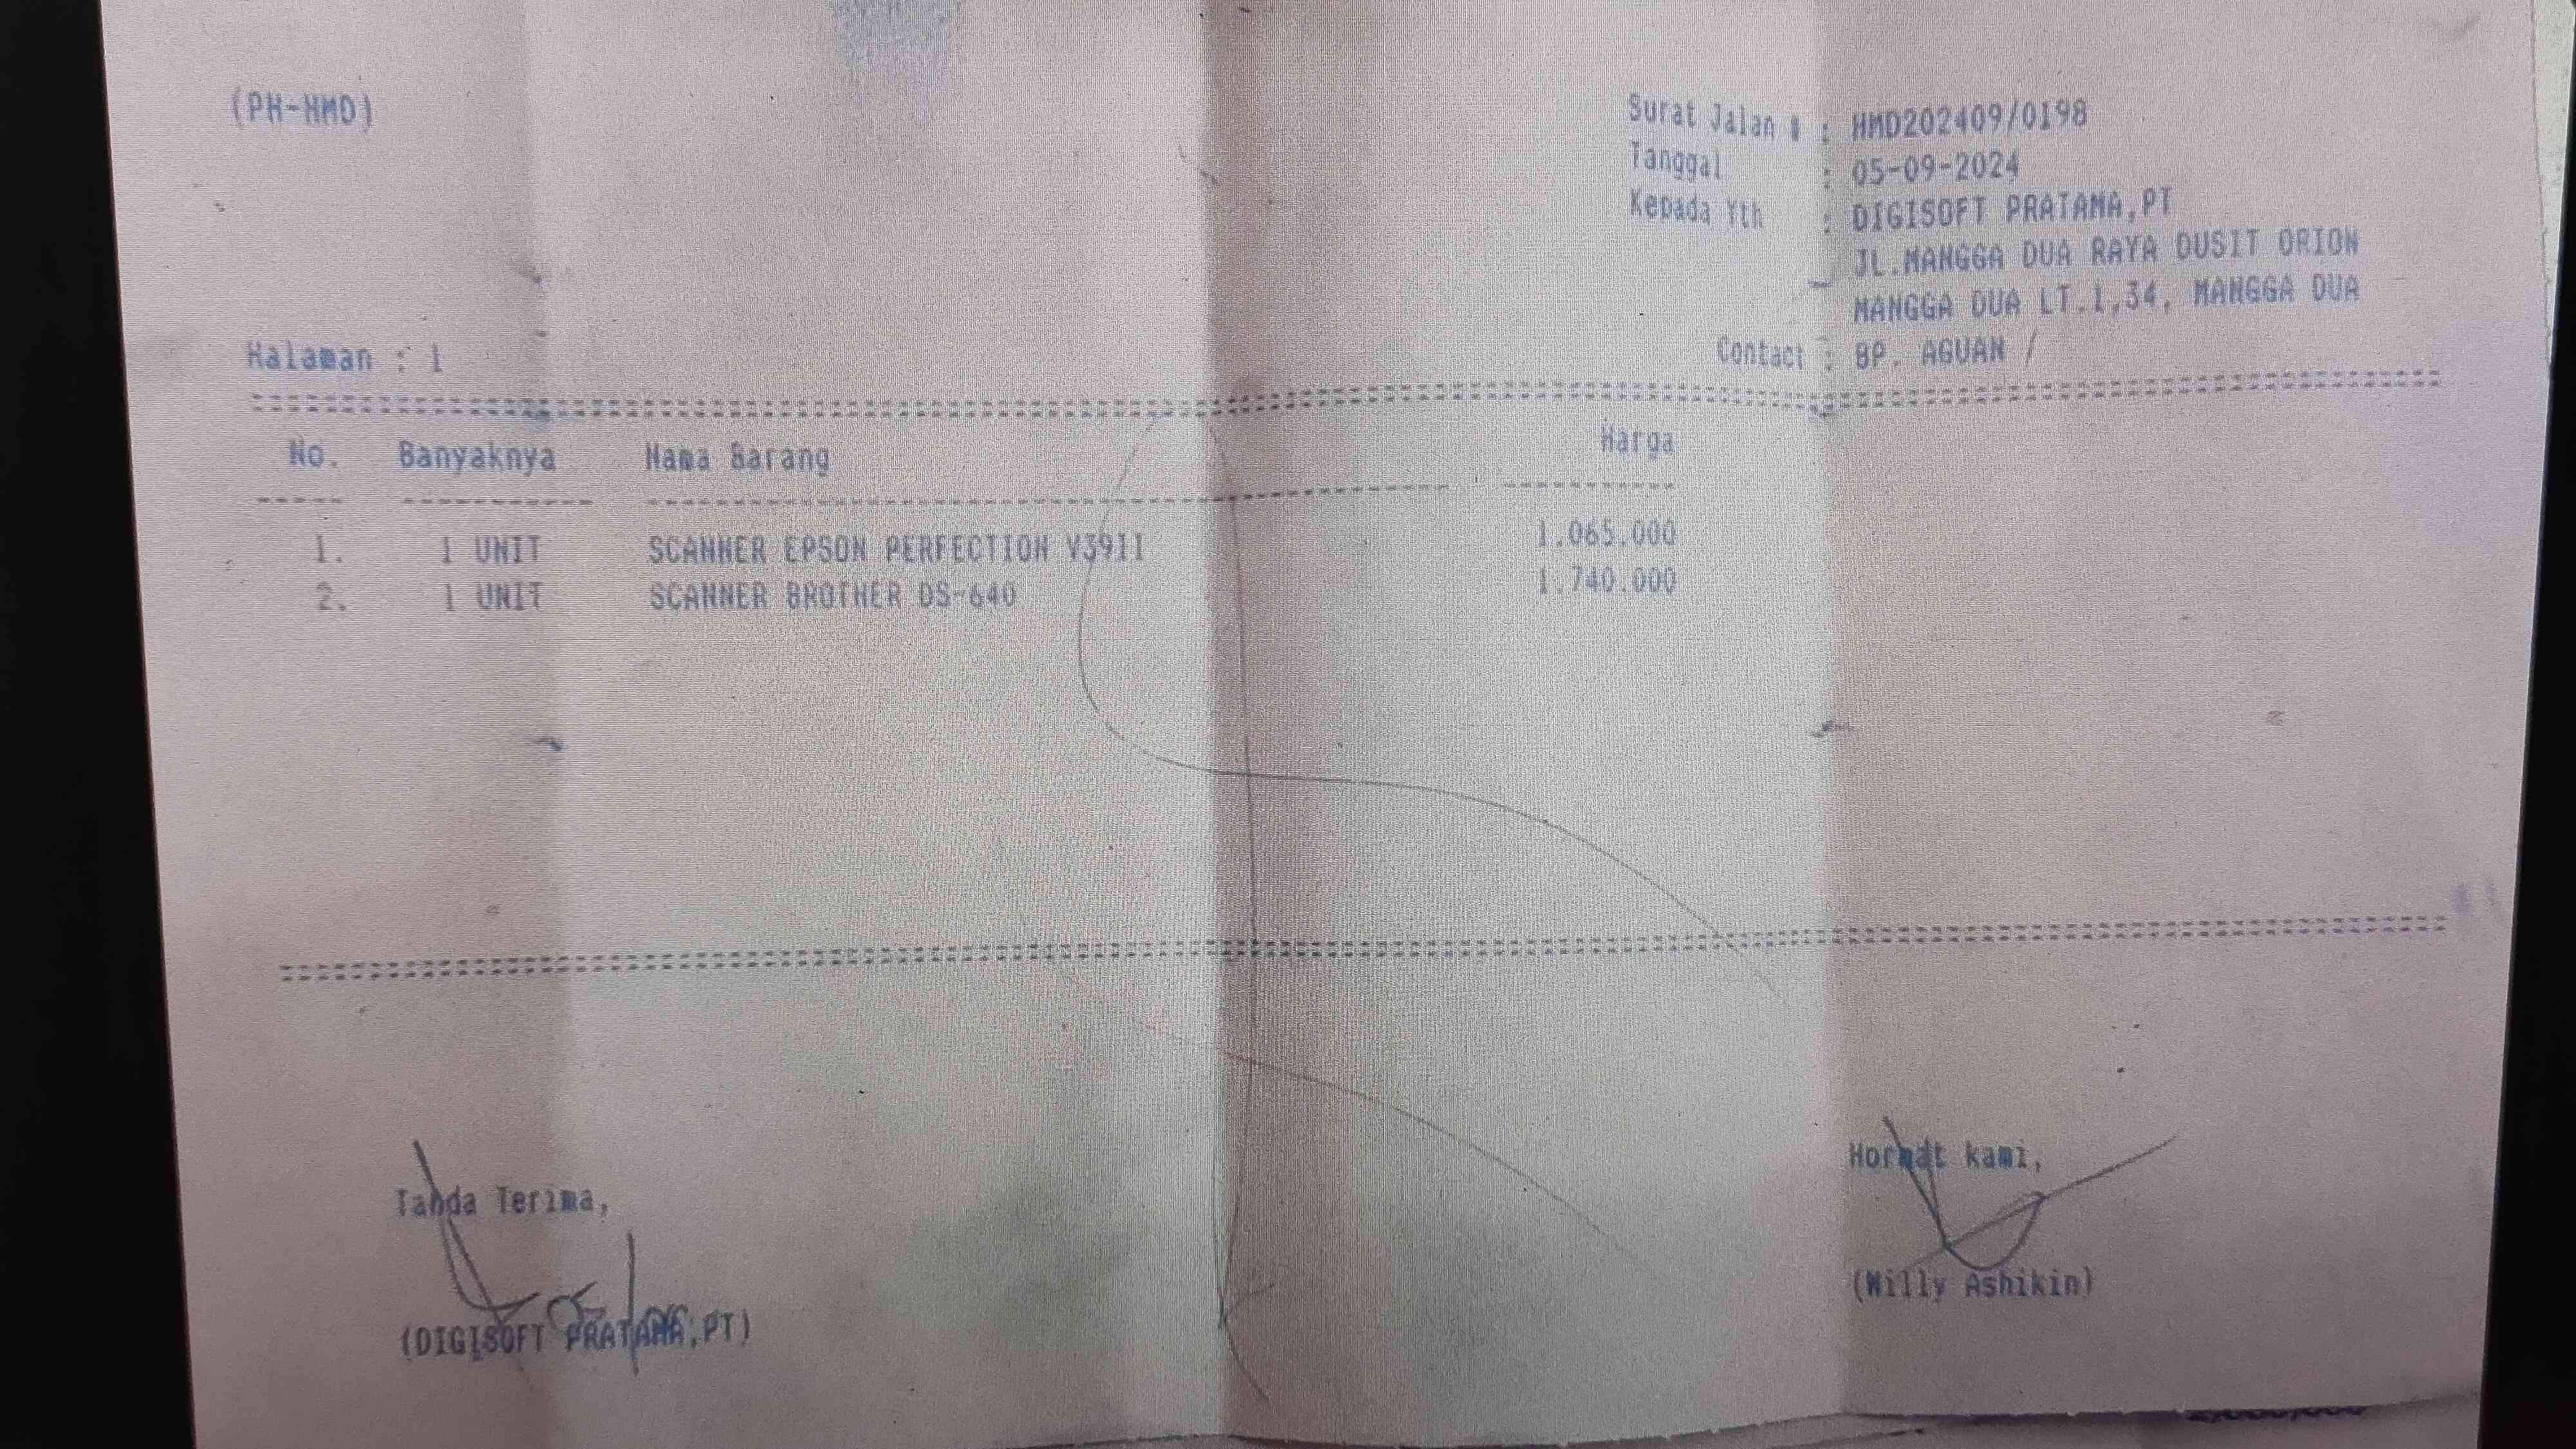 (PH-HMD)
Surat Jalan # : HMD202409/0198
Tanggal : 05-09-2024
Kepada Yth : DIGISOFT PRATAMA,PT
JL.MANGGA DUA RAYA DUSIT ORION
MANGGA DUA LT.1,34, MANGGA DUA
Halaman : 1
Contact : BP. AGUAN /
No. Banyaknya Nama Barang Harga
1. 1 UNIT SCANNER EPSON PERFECTION V39II 1.065.000
2. 1 UNIT SCANNER BROTHER DS-640 1.740.000
Tanda Terima,
Hormat kami,
(DIGISOFT PRATAMA,PT)
(Willy Ashikin)